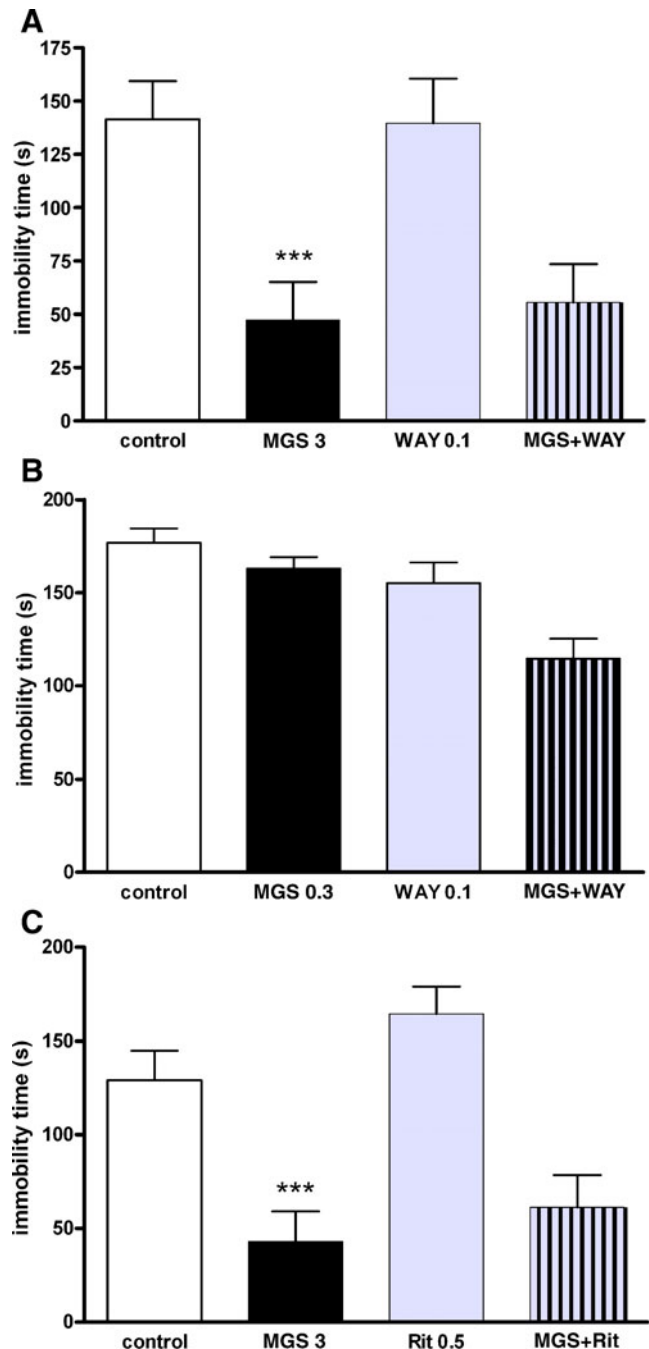 A
immobility time (s)
175
150
125
75
50
25
0
***
control MGS 3 WAY 0.1 MGS+WAY
B
immobility time (s)
200
150
100
50
0
control MGS 0.3 WAY 0.1 MGS+WAY
C
immobility time (s)
200
150
100
50
0
***
control MGS 3 Rit 0.5 MGS+Rit